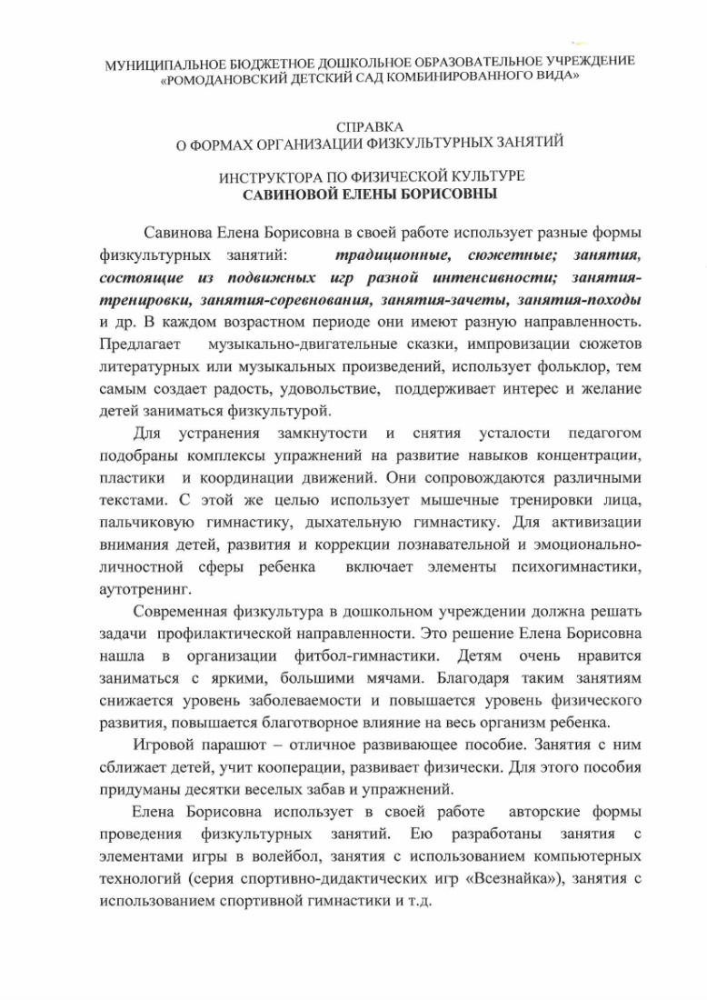 МУНИЦИПАЛЬНОЕ БЮДЖЕТНОЕ ДОШКОЛЬНОЕ ОБРАЗОВАТЕЛЬНОЕ УЧРЕЖДЕНИЕ
«РОМОДАНОВСКИЙ ДЕТСКИЙ САД КОМБИНИРОВАННОГО ВИДА»
СПРАВКА
О ФОРМАХ ОРГАНИЗАЦИИ ФИЗКУЛЬТУРНЫХ ЗАНЯТИЙ
ИНСТРУКТОРА ПО ФИЗИЧЕСКОЙ КУЛЬТУРЕ
САВИНОВОЙ ЕЛЕНЫ БОРИСОВНЫ
Савинова Елена Борисовна в своей работе использует разные формы
физкультурных занятий: традиционные, сюжетные; занятия,
состоящие из подвижных игр разной интенсивности; занятия-
тренировки, занятия-соревнования, занятия-зачеты, занятия-походы
и др. В каждом возрастном периоде они имеют разную направленность.
Предлагает музыкально-двигательные сказки, импровизации сюжетов
литературных или музыкальных произведений, использует фольклор, тем
самым создает радость, удовольствие, поддерживает интерес и желание
детей заниматься физкультурой.
Для устранения замкнутости и снятия усталости педагогом
подобраны комплексы упражнений на развитие навыков концентрации,
пластики и координации движений. Они сопровождаются различными
текстами. С этой же целью использует мышечные тренировки лица,
пальчиковую гимнастику, дыхательную гимнастику. Для активизации
внимания детей, развития и коррекции познавательной и эмоционально-
личностной сферы ребенка включает элементы психогимнастики,
аутотренинг.
Современная физкультура в дошкольном учреждении должна решать
задачи профилактической направленности. Это решение Елена Борисовна
нашла в организации фитбол-гимнастики. Детям очень нравится
заниматься с яркими, большими мячами. Благодаря таким занятиям
снижается уровень заболеваемости и повышается уровень физического
развития, повышается благотворное влияние на весь организм ребенка.
Игровой парашют – отличное развивающее пособие. Занятия с ним
сближает детей, учит кооперации, развивает физически. Для этого пособия
придуманы десятки веселых забав и упражнений.
Елена Борисовна использует в своей работе авторские формы
проведения физкультурных занятий. Ею разработаны занятия с
элементами игры в волейбол, занятия с использованием компьютерных
технологий (серия спортивно-дидактических игр «Всезнайка»), занятия с
использованием спортивной гимнастики и т.д.